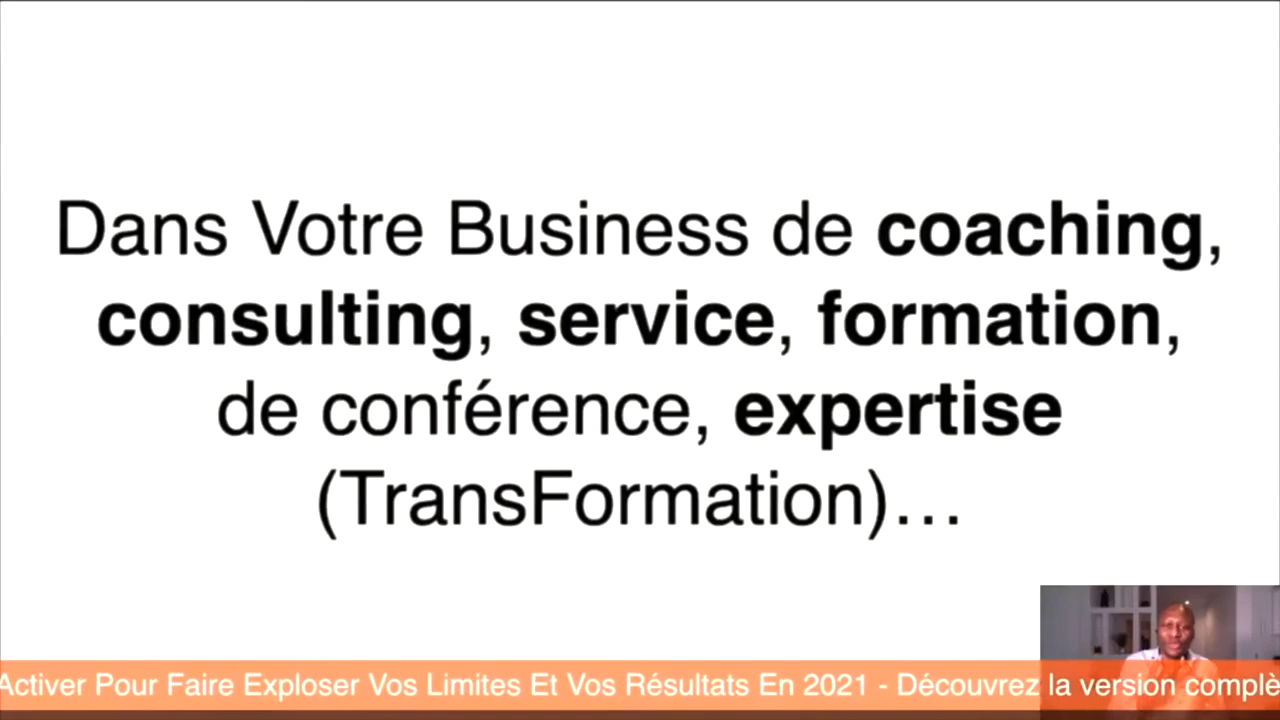 Dans Votre Business de coaching,
consulting, service, formation,
de conférence, expertise
(TransFormation)...
Activer Pour Faire Exploser Vos Limites Et Vos Résultats En 2021 - Découvrez la version complè